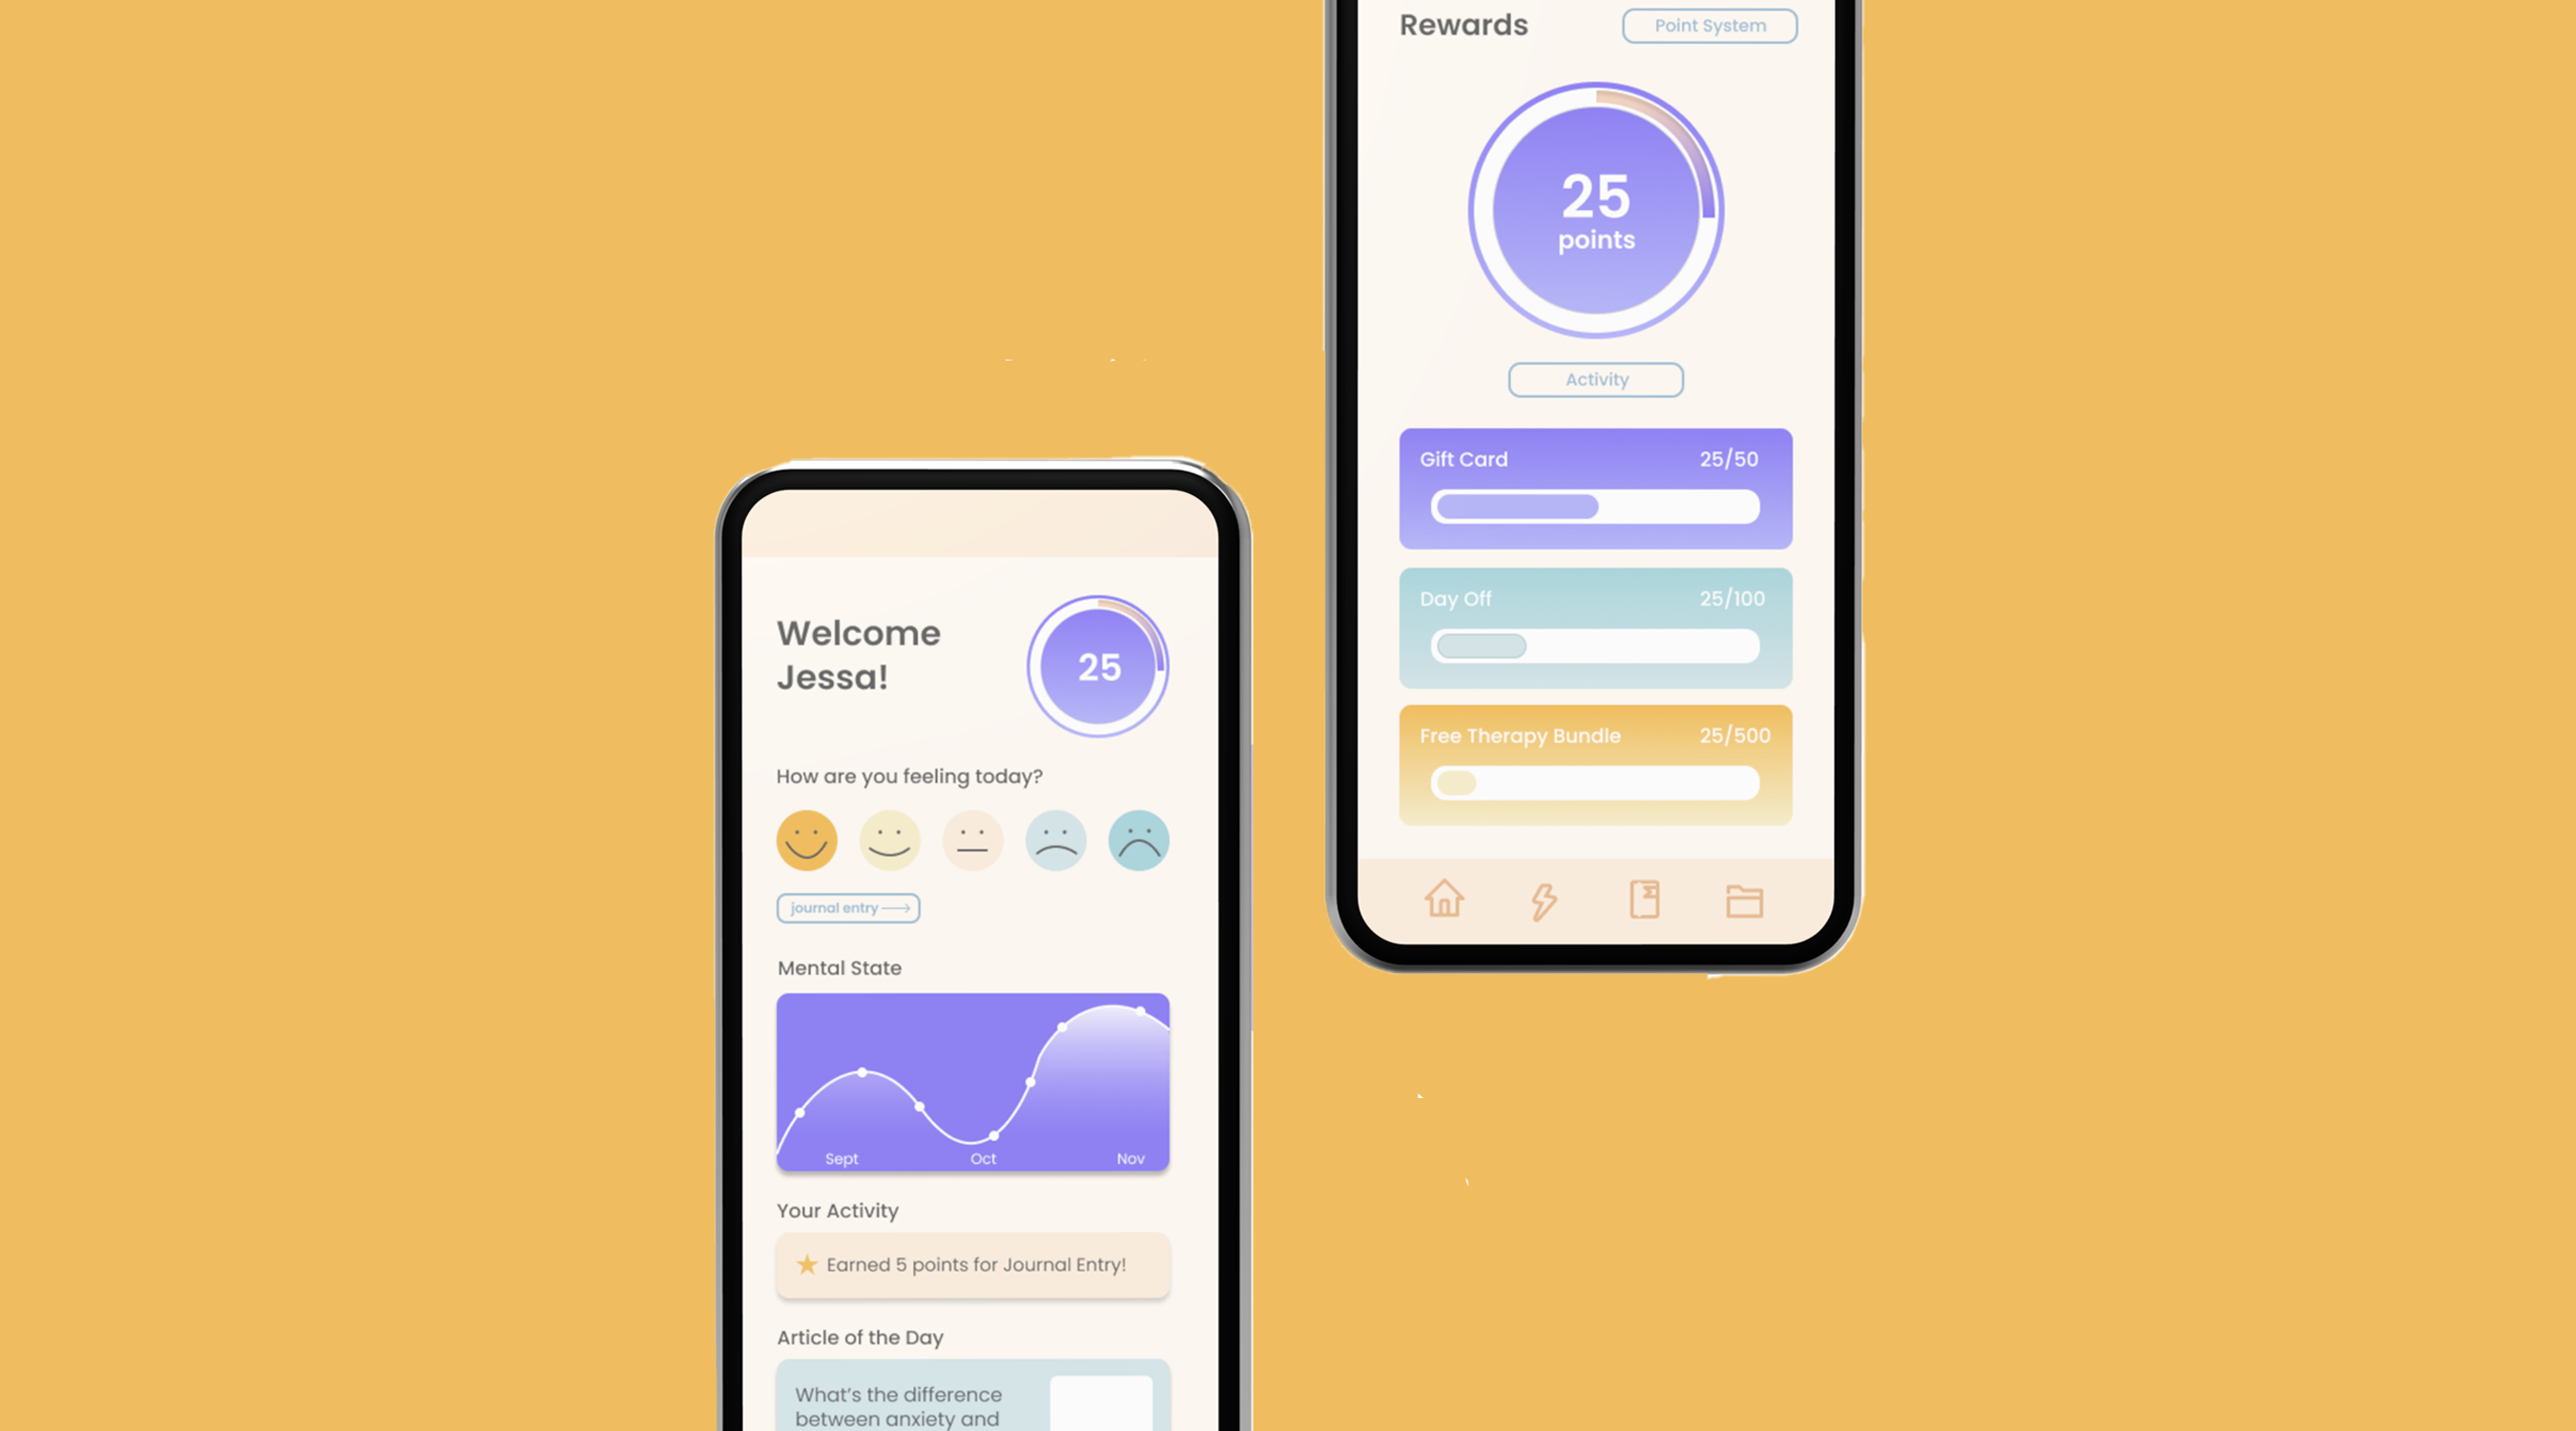 Welcome
Jessa!
25
How are you feeling today?
journal entry
Mental State
Sept
Oct
Nov
Your Activity
Earned 5 points for Journal Entry!
Article of the Day
What's the difference
between anxiety and
Rewards
Point System
25
points
Activity
Gift Card
25/50
Day Off
25/100
Free Therapy Bundle
25/500